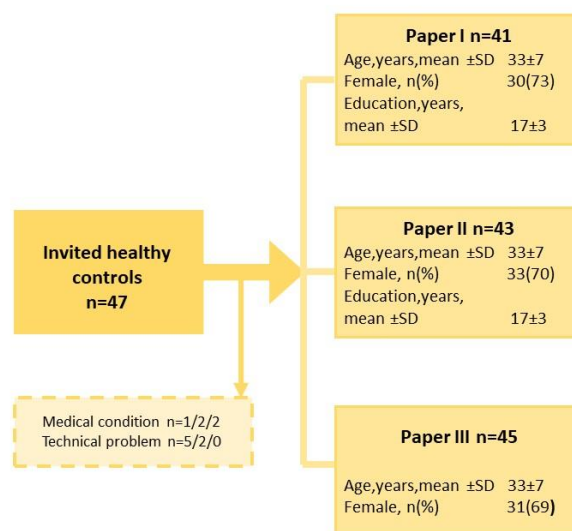 Paper I n=41
Age,years,mean ±SD 33±7
Female, n(%) 30(73)
Education,years,
mean ±SD 17±3
Invited healthy
controls
n=47
Medical condition n=1/2/2
Technical problem n=5/2/0
Paper II n=43
Age,years,mean ±SD 33±7
Female, n(%) 33(70)
Education,years,
mean ±SD 17±3
Paper III n=45
Age,years,mean ±SD 33±7
Female, n(%) 31(69)